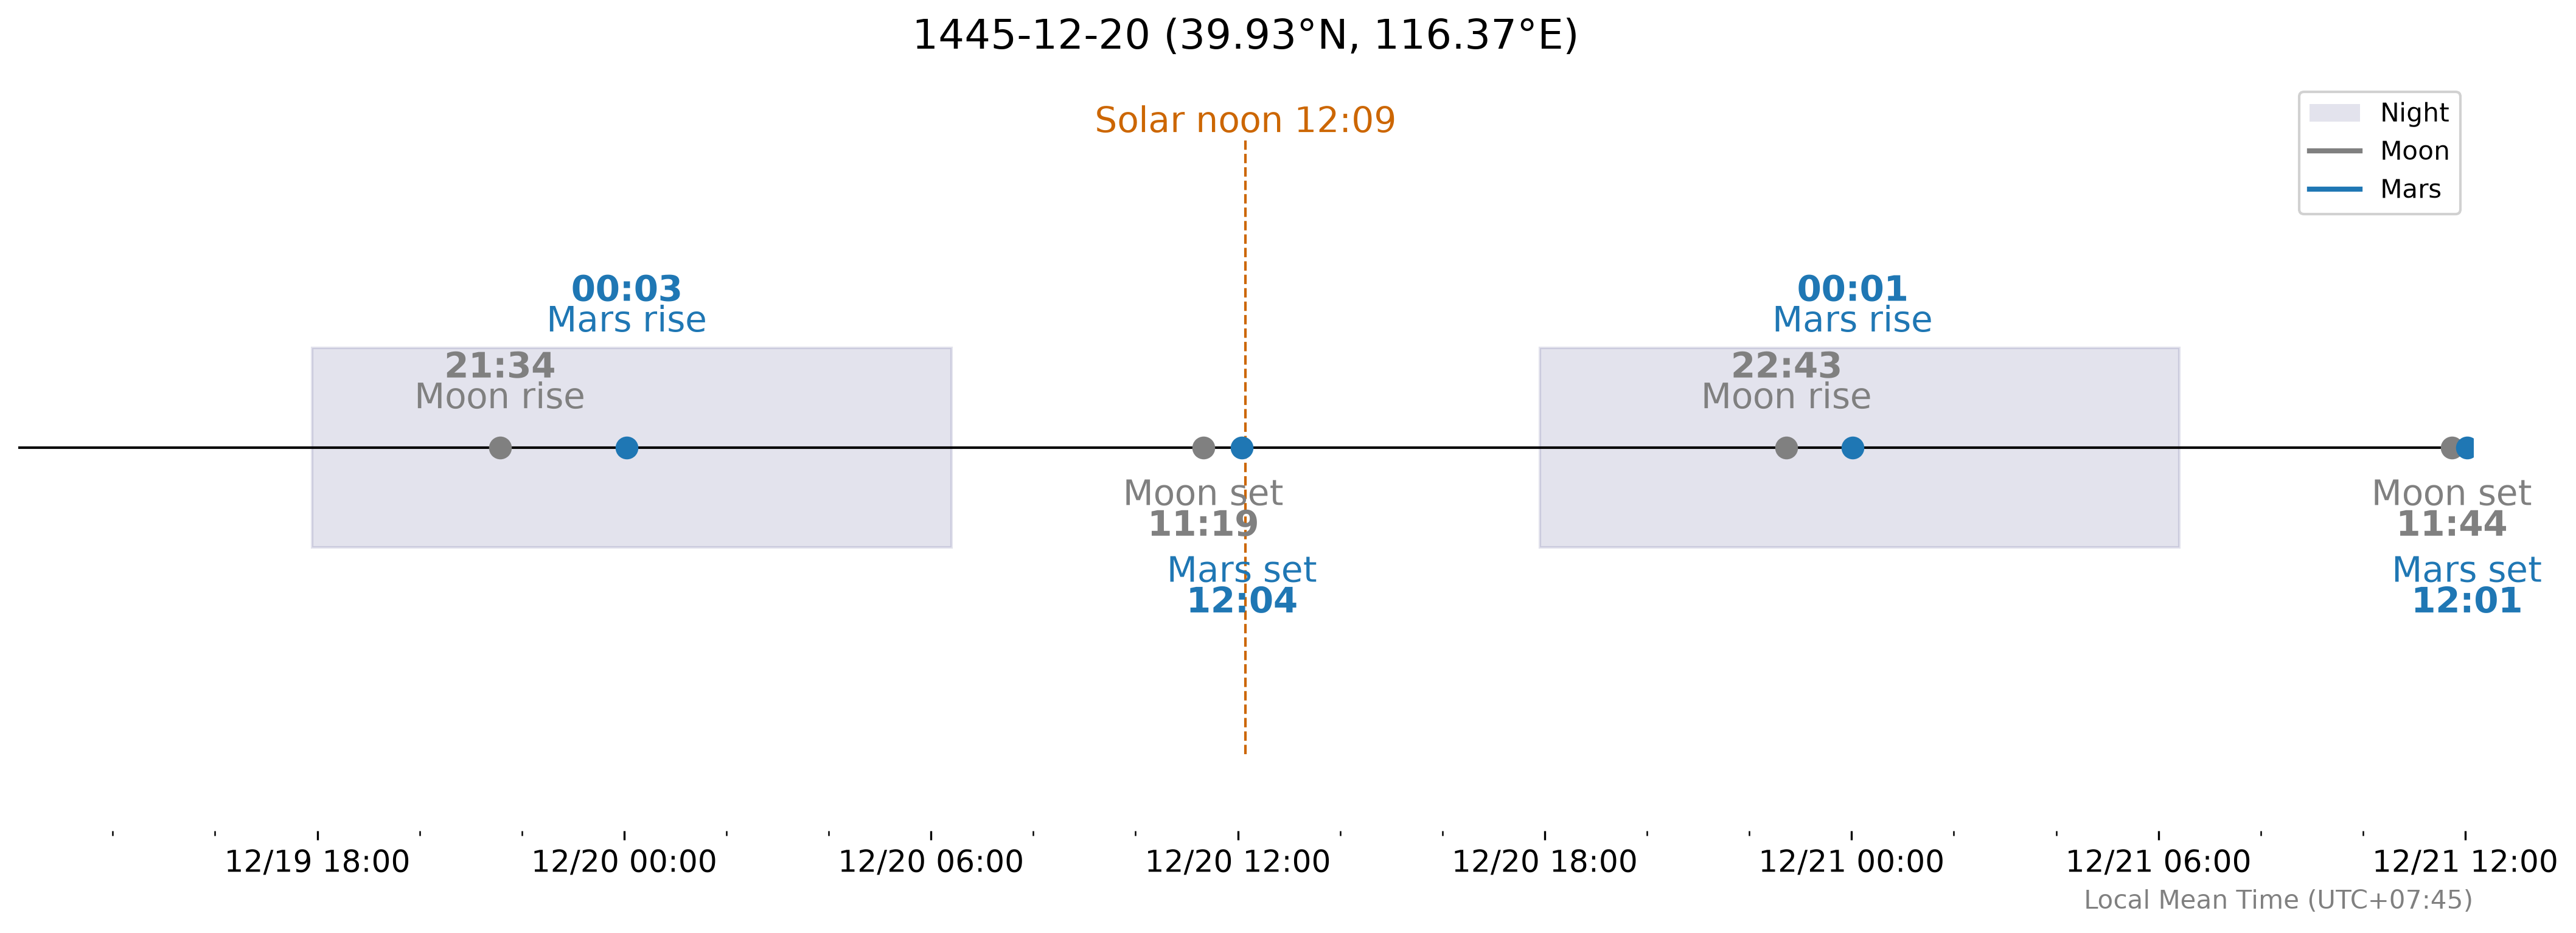 1445-12-20 (39.93°N, 116.37°E)
Solar noon 12:09
Night
Moon
Mars
00:03
Mars rise
00:01
Mars rise
21:34
Moon rise
22:43
Moon rise
Moon set
11:19
Moon set
11:44
Mars set
12:04
Mars set
12:01
12/19 18:00
12/20 00:00
12/20 06:00
12/20 12:00
12/20 18:00
12/21 00:00
12/21 06:00
12/21 12:00
Local Mean Time (UTC+07:45)